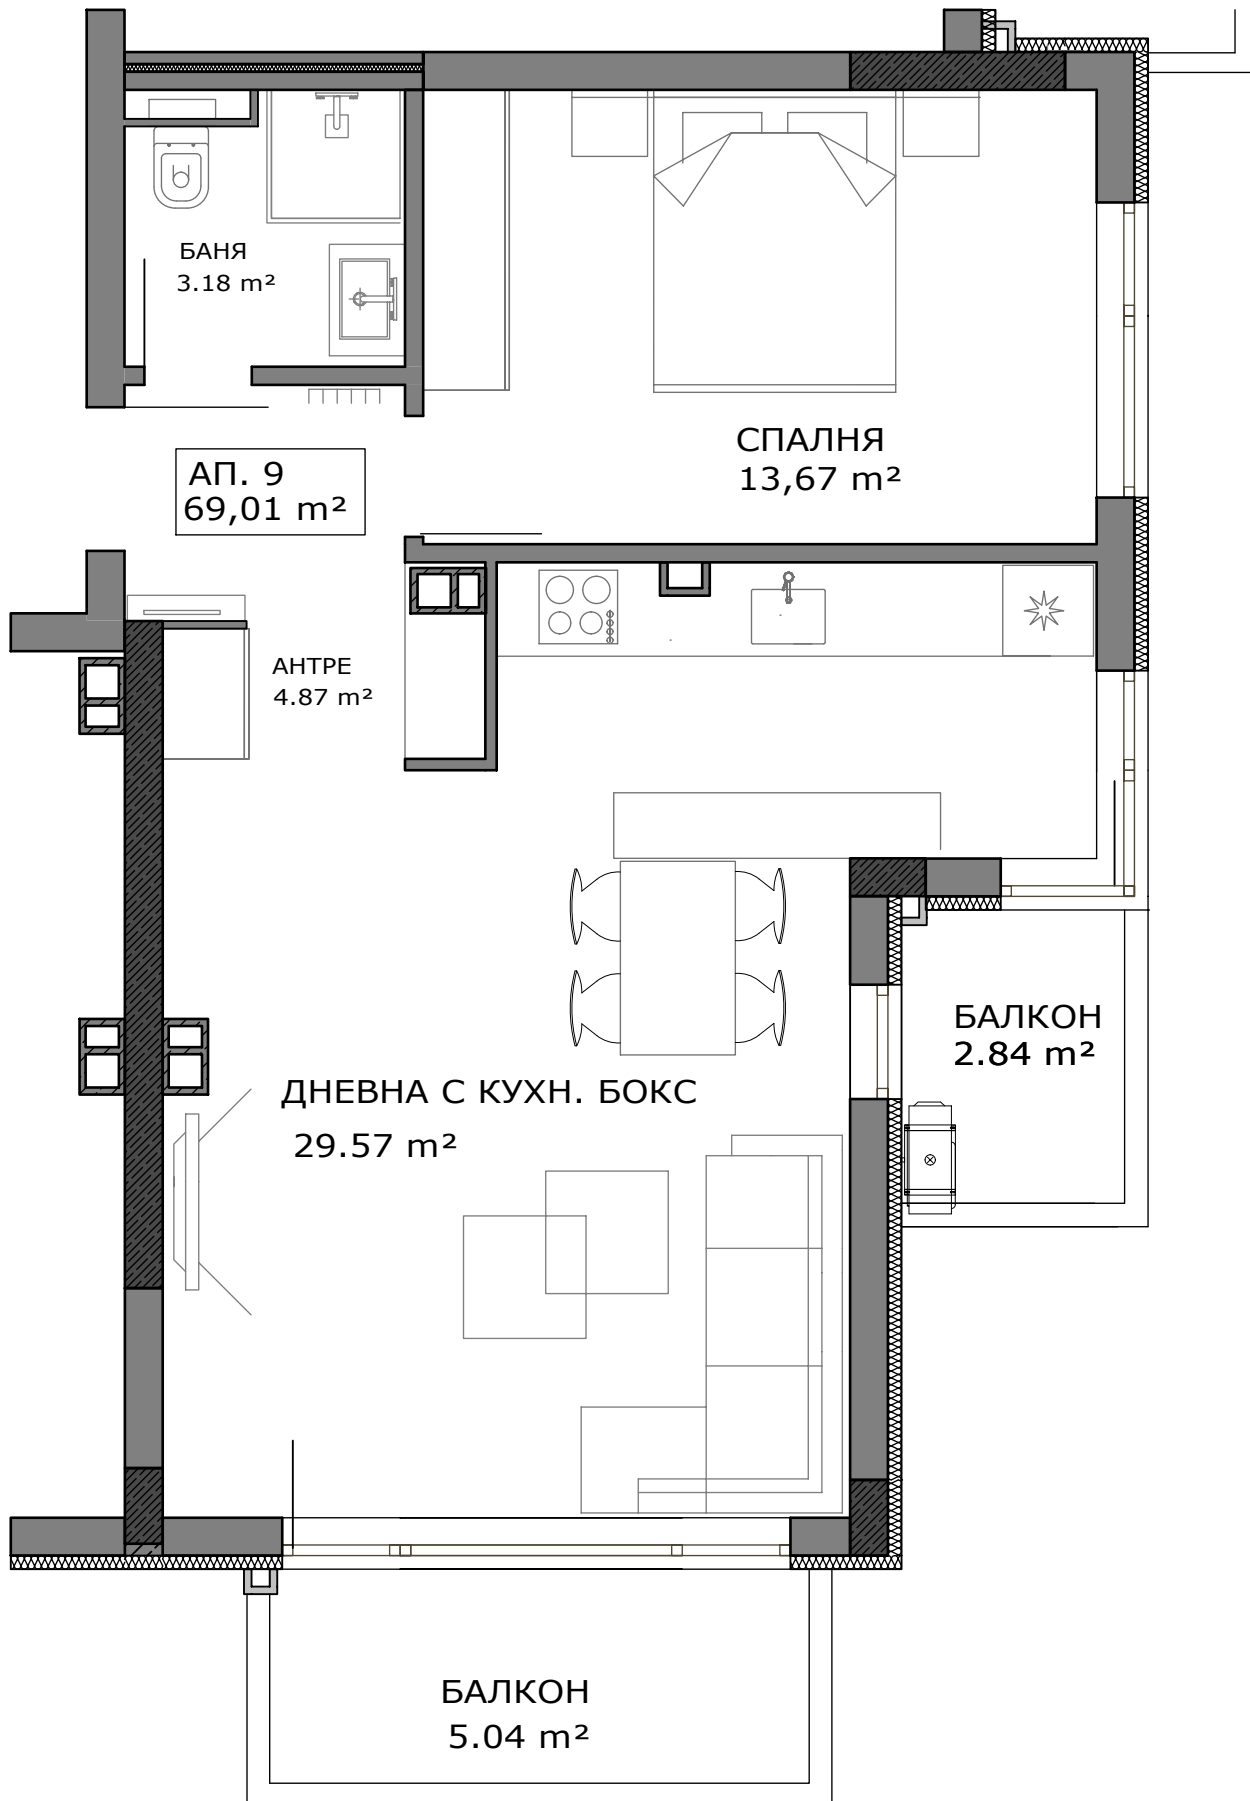 БАНЯ
3.18 m²
СПАЛНЯ
13,67 m²
АП. 9
69,01 m²
АНТРЕ
4.87 m²
БАЛКОН
2.84 m²
ДНЕВНА С КУХН. БОКС
29.57 m²
БАЛКОН
5.04 m²